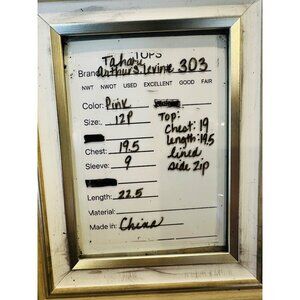 TOPS
Tahari
Brand: Arthur S. Levine 303
NWT NWOT USED EXCELLENT GOOD FAIR
Color: Pink
Size: 12P
Chest: 19.5
Sleeve: 9
Length: 22.5
Material:
Made in: China
Top:
Chest: 19
length: 19.5
lined
side zip